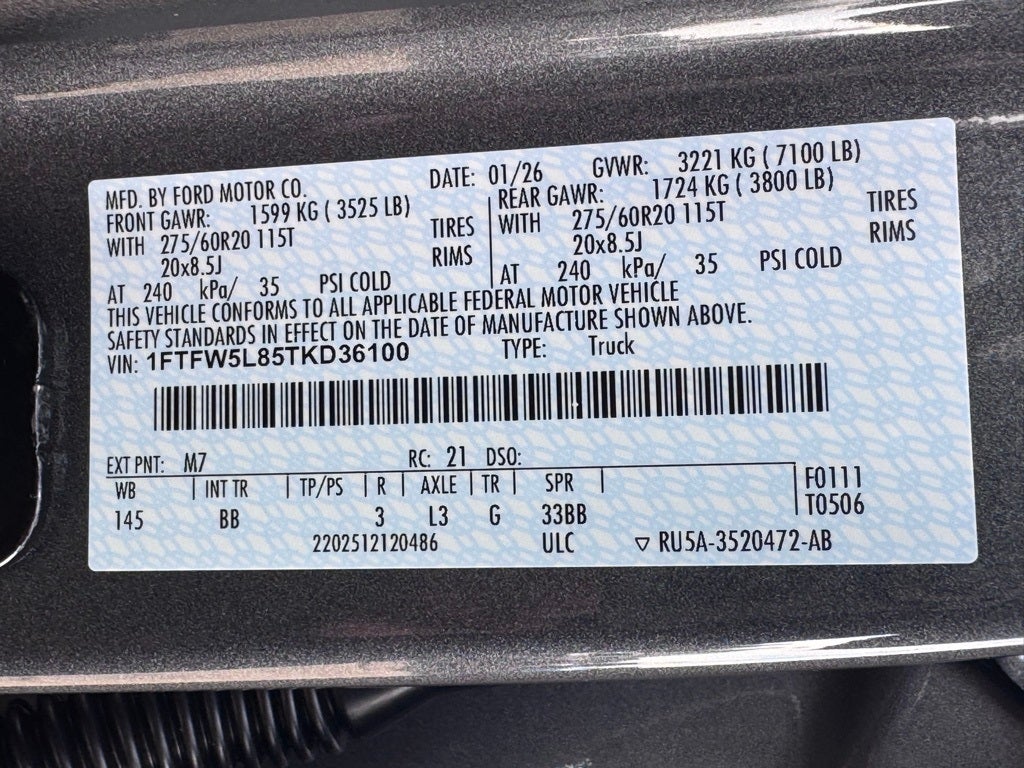 MFD. BY FORD MOTOR CO. DATE: 01/26 GVWR: 3221 KG ( 7100 LB)
FRONT GAWR: 1599 KG ( 3525 LB) REAR GAWR: 1724 KG ( 3800 LB)
WITH 275/60R20 115T TIRES WITH 275/60R20 115T TIRES
20x8.5J RIMS 20x8.5J RIMS
AT 240 kPa/ 35 PSI COLD AT 240 kPa/ 35 PSI COLD
THIS VEHICLE CONFORMS TO ALL APPLICABLE FEDERAL MOTOR VEHICLE
SAFETY STANDARDS IN EFFECT ON THE DATE OF MANUFACTURE SHOWN ABOVE.
VIN: 1FTFW5L85TKD36100 TYPE: Truck
EXT PNT: M7 RC: 21 DSO:
WB INT TR TP/PS R AXLE TR SPR F0111
145 BB 3 L3 G 33BB T0506
2202512120486 ULC ▽ RU5A-3520472-AB